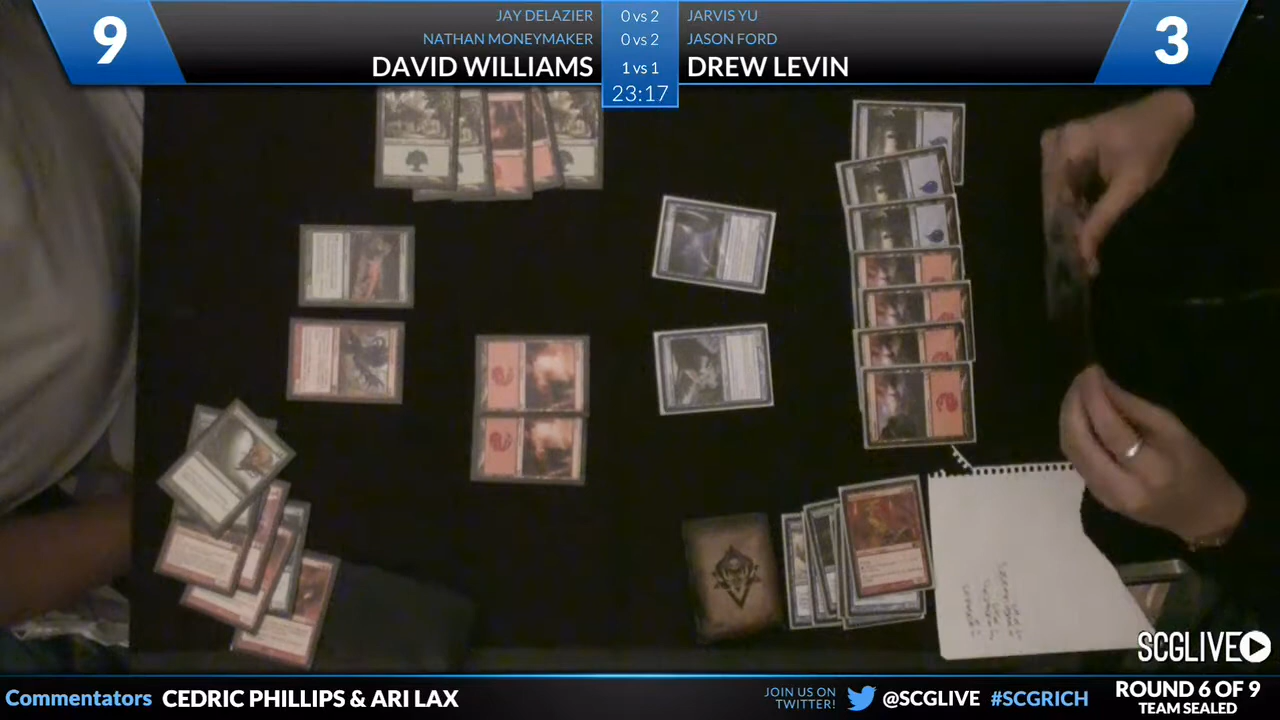 9
JAY DELAZIER 0 vs 2 JARVIS YU
NATHAN MONEYMAKER 0 vs 2 JASON FORD
DAVID WILLIAMS 1 vs 1 DREW LEVIN
23:17
3
SCGLIVE
Commentators CEDRIC PHILLIPS & ARI LAX
JOIN US ON TWITTER! @SCGLIVE #SCGRICH
ROUND 6 OF 9
TEAM SEALED